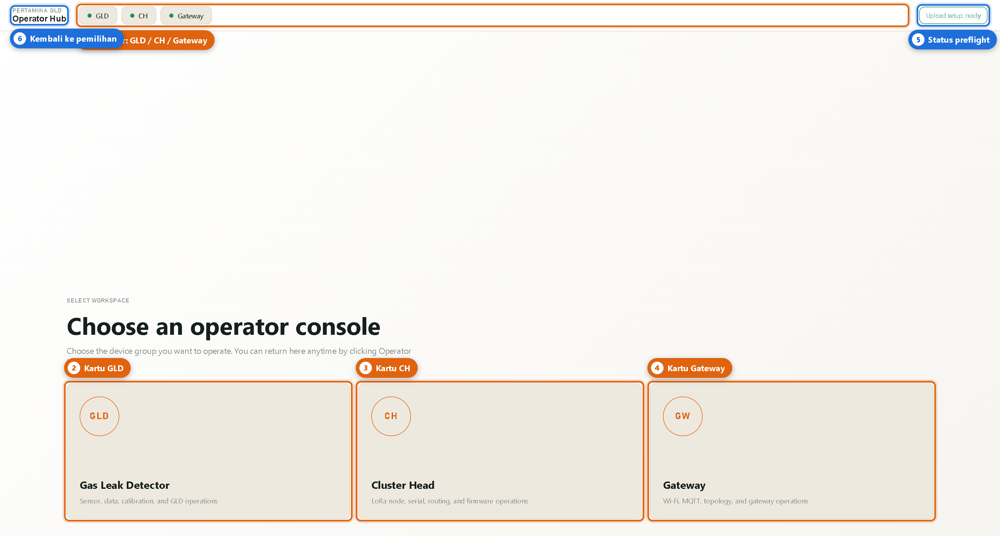 PERTAMINA GLD
Operator Hub
GLD
CH
Gateway
Upload setup: ready
6 Kembali ke pemilihan
r: GLD / CH / Gateway
5 Status preflight
SELECT WORKSPACE
Choose an operator console
Choose the device group you want to operate. You can return here anytime by clicking Operator
2 Kartu GLD
3 Kartu CH
4 Kartu Gateway
GLD
CH
GW
Gas Leak Detector
Cluster Head
Gateway
Sensor, data, calibration, and GLD operations
LoRa node, serial, routing, and firmware operations
Wi-Fi, MQTT, topology, and gateway operations